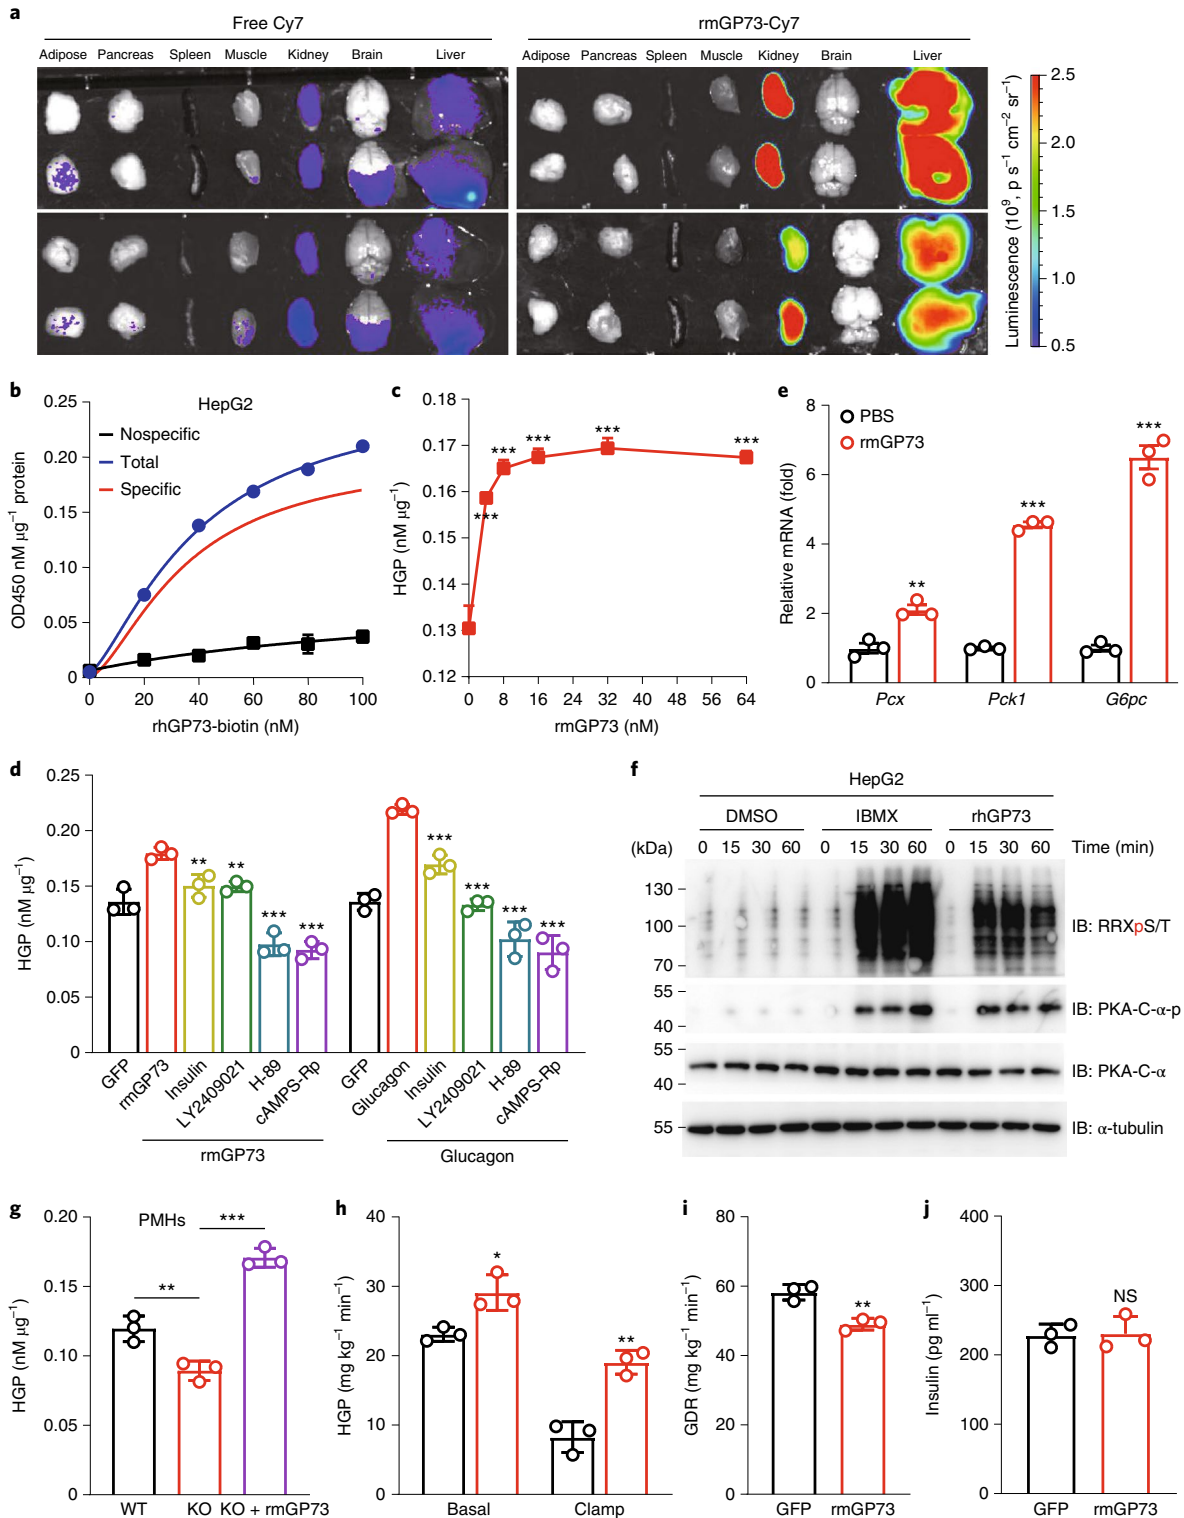 a
Free Cy7
rmGP73-Cy7
Adipose Pancreas Spleen Muscle Kidney Brain Liver
Adipose Pancreas Spleen Muscle Kidney Brain Liver
2.5
2.0
1.5
1.0
0.5
Luminescence (10⁹, p s⁻¹ cm⁻² sr⁻¹)
b
HepG2
Nospecific
Total
Specific
0.25
0.20
0.15
0.10
0.05
0
OD450 nM μg⁻¹ protein
0 20 40 60 80 100
rhGP73-biotin (nM)
c
0.18
0.17
0.16
0.15
0.14
0.13
0.12
HGP (nM μg⁻¹)
*** *** *** *** ***
0 8 16 24 32 40 48 56 64
rmGP73 (nM)
e
PBS
rmGP73
8
6
4
2
0
Relative mRNA (fold)
** *** ***
Pcx Pck1 G6pc
d
0.25
0.20
0.15
0.10
0.05
0
HGP (nM μg⁻¹)
** ** *** *** *** *** *** ***
GFP rmGP73 Insulin LY2409021 H-89 cAMPS-Rp
GFP Glucagon Insulin LY2409021 H-89 cAMPS-Rp
rmGP73
Glucagon
f
HepG2
DMSO IBMX rhGP73
(kDa) 0 15 30 60 0 15 30 60 0 15 30 60 Time (min)
130
100
70
IB: RRXpS/T
55
40
IB: PKA-C-α-p
55
40
IB: PKA-C-α
55
IB: α-tubulin
g
PMHs
** ***
0.20
0.15
0.10
0.05
0
HGP (nM μg⁻¹)
WT KO KO + rmGP73
h
40
30
20
10
0
HGP (mg kg⁻¹ min⁻¹)
* **
Basal Clamp
i
80
60
40
20
0
GDR (mg kg⁻¹ min⁻¹)
**
GFP rmGP73
j
400
300
200
100
0
Insulin (pg ml⁻¹)
NS
GFP rmGP73